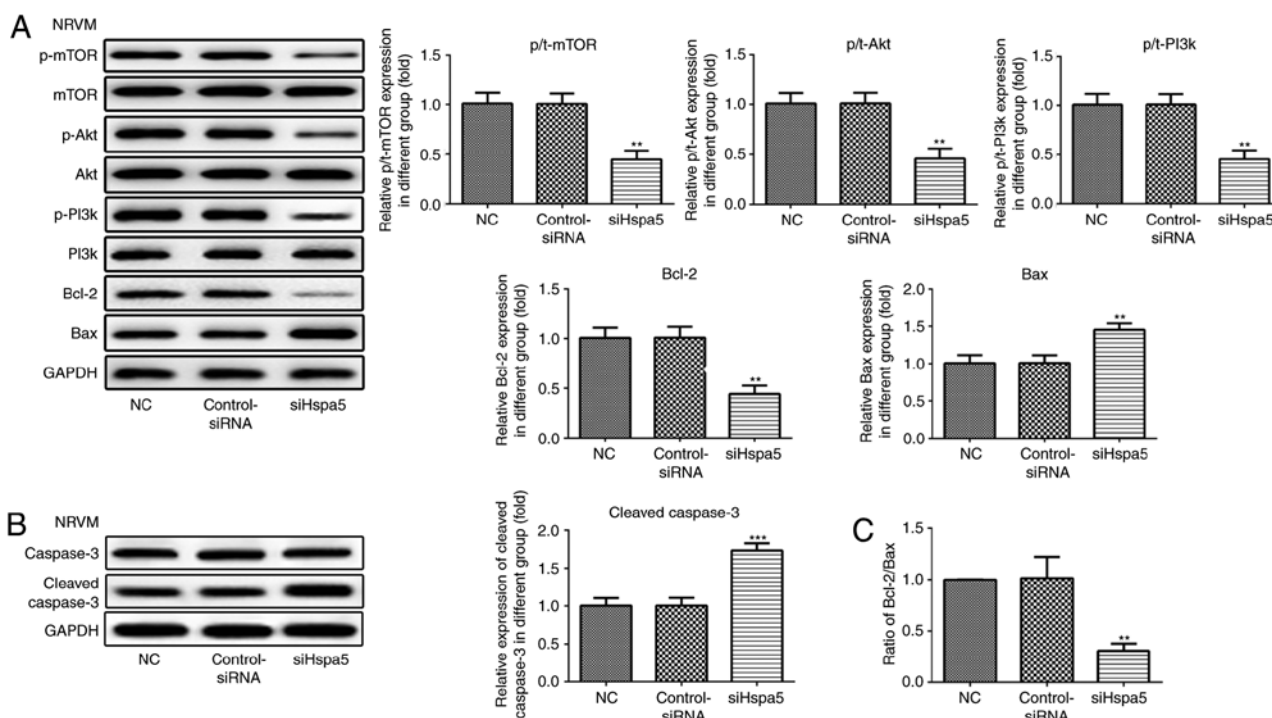 A
NRVM
p-mTOR
mTOR
p-Akt
Akt
p-PI3k
PI3k
Bcl-2
Bax
GAPDH
NC
Control-
siRNA
siHspa5
p/t-mTOR
Relative p/t-mTOR expression
in different group (fold)
1.5
1.0
0.5
0.0
**
NC
Control-
siRNA
siHspa5
p/t-Akt
Relative p/t-Akt expression
in different group (fold)
1.5
1.0
0.5
0.0
**
NC
Control-
siRNA
siHspa5
p/t-PI3k
Relative p/t-PI3k expression
in different group (fold)
1.5
1.0
0.5
0.0
**
NC
Control-
siRNA
siHspa5
Bcl-2
Relative Bcl-2 expression
in different group (fold)
1.5
1.0
0.5
0.0
**
NC
Control-
siRNA
siHspa5
Bax
Relative Bax expression
in different group (fold)
2.0
1.5
1.0
0.5
0.0
**
NC
Control-
siRNA
siHspa5
B
NRVM
Caspase-3
Cleaved
caspase-3
GAPDH
NC
Control-
siRNA
siHspa5
Cleaved caspase-3
Relative expression of cleaved
caspase-3 in different group (fold)
2.0
1.5
1.0
0.5
0.0
***
NC
Control-
siRNA
siHspa5
C
Ratio of Bcl-2/Bax
1.5
1.0
0.5
0.0
**
NC
Control-
siRNA
siHspa5